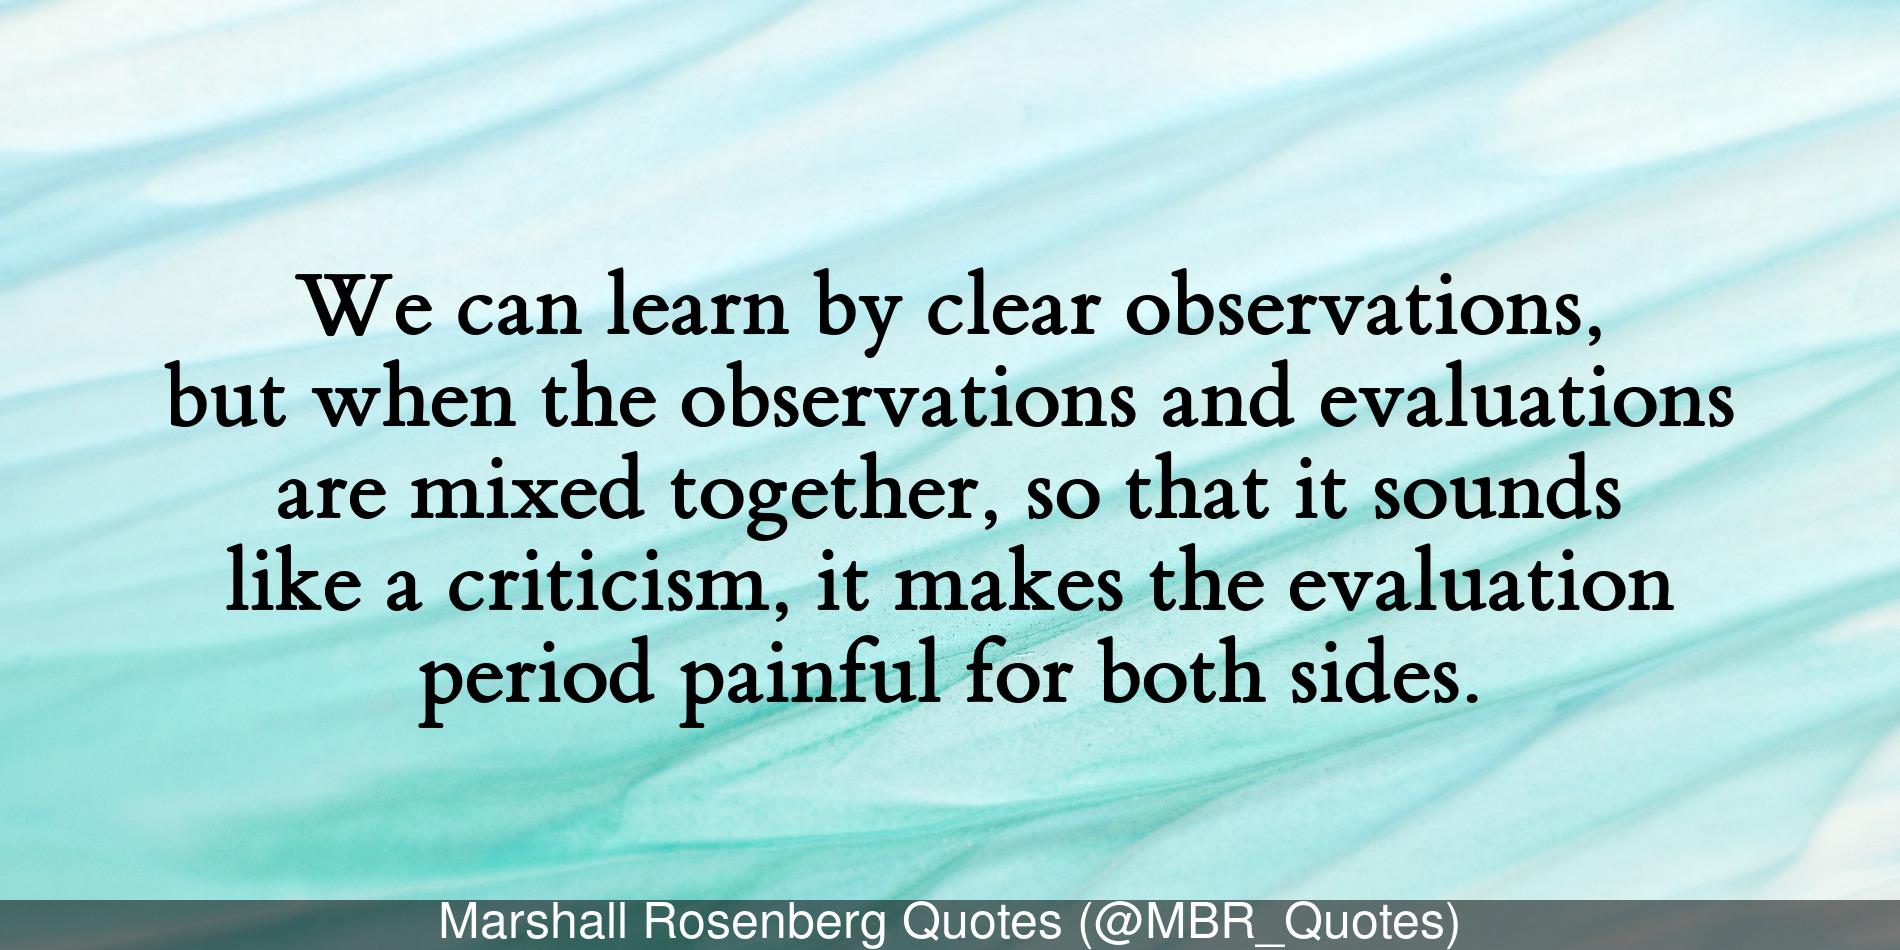 We can learn by clear observations,
but when the observations and evaluations
are mixed together, so that it sounds
like a criticism, it makes the evaluation
period painful for both sides.
Marshall Rosenberg Quotes (@MBR_Quotes)